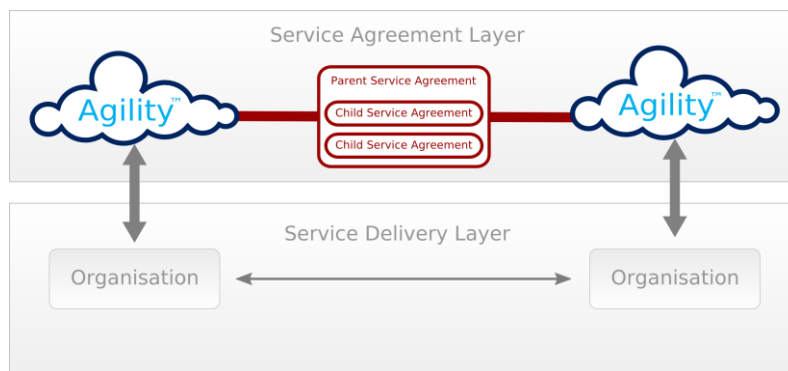 Service Agreement Layer
Agility™
Parent Service Agreement
Child Service Agreement
Child Service Agreement
Agility™
Service Delivery Layer
Organisation
Organisation